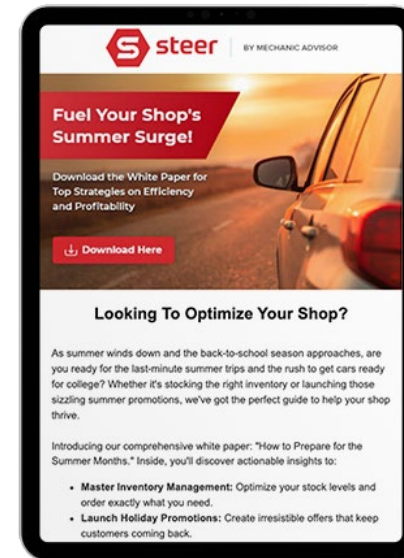 steer
BY MECHANIC ADVISOR
Fuel Your Shop's
Summer Surge!
Download the White Paper for
Top Strategies on Efficiency
and Profitability
Download Here
Looking To Optimize Your Shop?
As summer winds down and the back-to-school season approaches, are
you ready for the last-minute summer trips and the rush to get cars ready
for college? Whether it's stocking the right inventory or launching those
sizzling summer promotions, we've got the perfect guide to help your shop
thrive.
Introducing our comprehensive white paper: "How to Prepare for the
Summer Months." Inside, you'll discover actionable insights to:
• Master Inventory Management: Optimize your stock levels and
order exactly what you need.
• Launch Holiday Promotions: Create irresistible offers that keep
customers coming back.